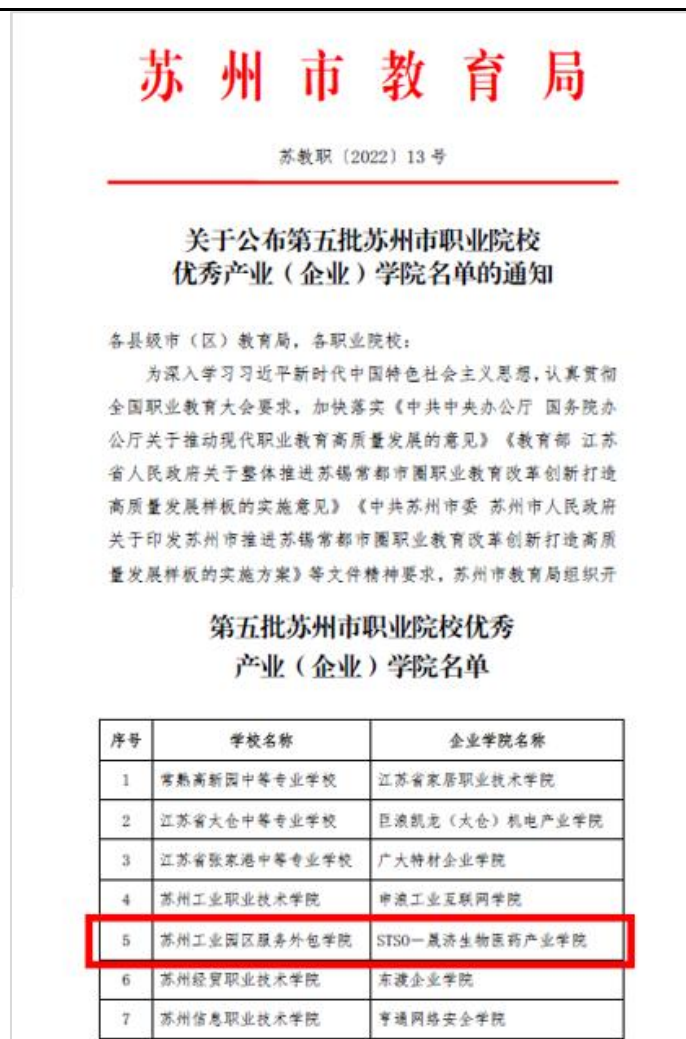 苏州市教育局
苏教职〔2022〕13号
关于公布第五批苏州市职业院校
优秀产业（企业）学院名单的通知
各县级市（区）教育局，各职业院校：
为深入学习习近平新时代中国特色社会主义思想，认真贯彻
全国职业教育大会要求，加快落实《中共中央办公厅 国务院办
公厅关于推动现代职业教育高质量发展的意见》《教育部 江苏
省人民政府关于整体推进苏锡常都市圈职业教育改革创新打造
高质量发展样板的实施意见》《中共苏州市委 苏州市人民政府
关于印发苏州市推进苏锡常都市圈职业教育改革创新打造高质
量发展样板的实施方案》等文件精神要求，苏州市教育局组织开
第五批苏州市职业院校优秀
产业（企业）学院名单
序号 学校名称 企业学院名称
1 常熟高新园中等专业学校 江苏省家居职业技术学院
2 江苏省太仓中等专业学校 巨浪凯龙（太仓）机电产业学院
3 江苏省张家港中等专业学校 广大特材企业学院
4 苏州工业职业技术学院 申浪工业互联网学院
5 苏州工业园区服务外包学院 STSO一晟济生物医药产业学院
6 苏州经贸职业技术学院 东渡企业学院
7 苏州信息职业技术学院 亨通网络安全学院